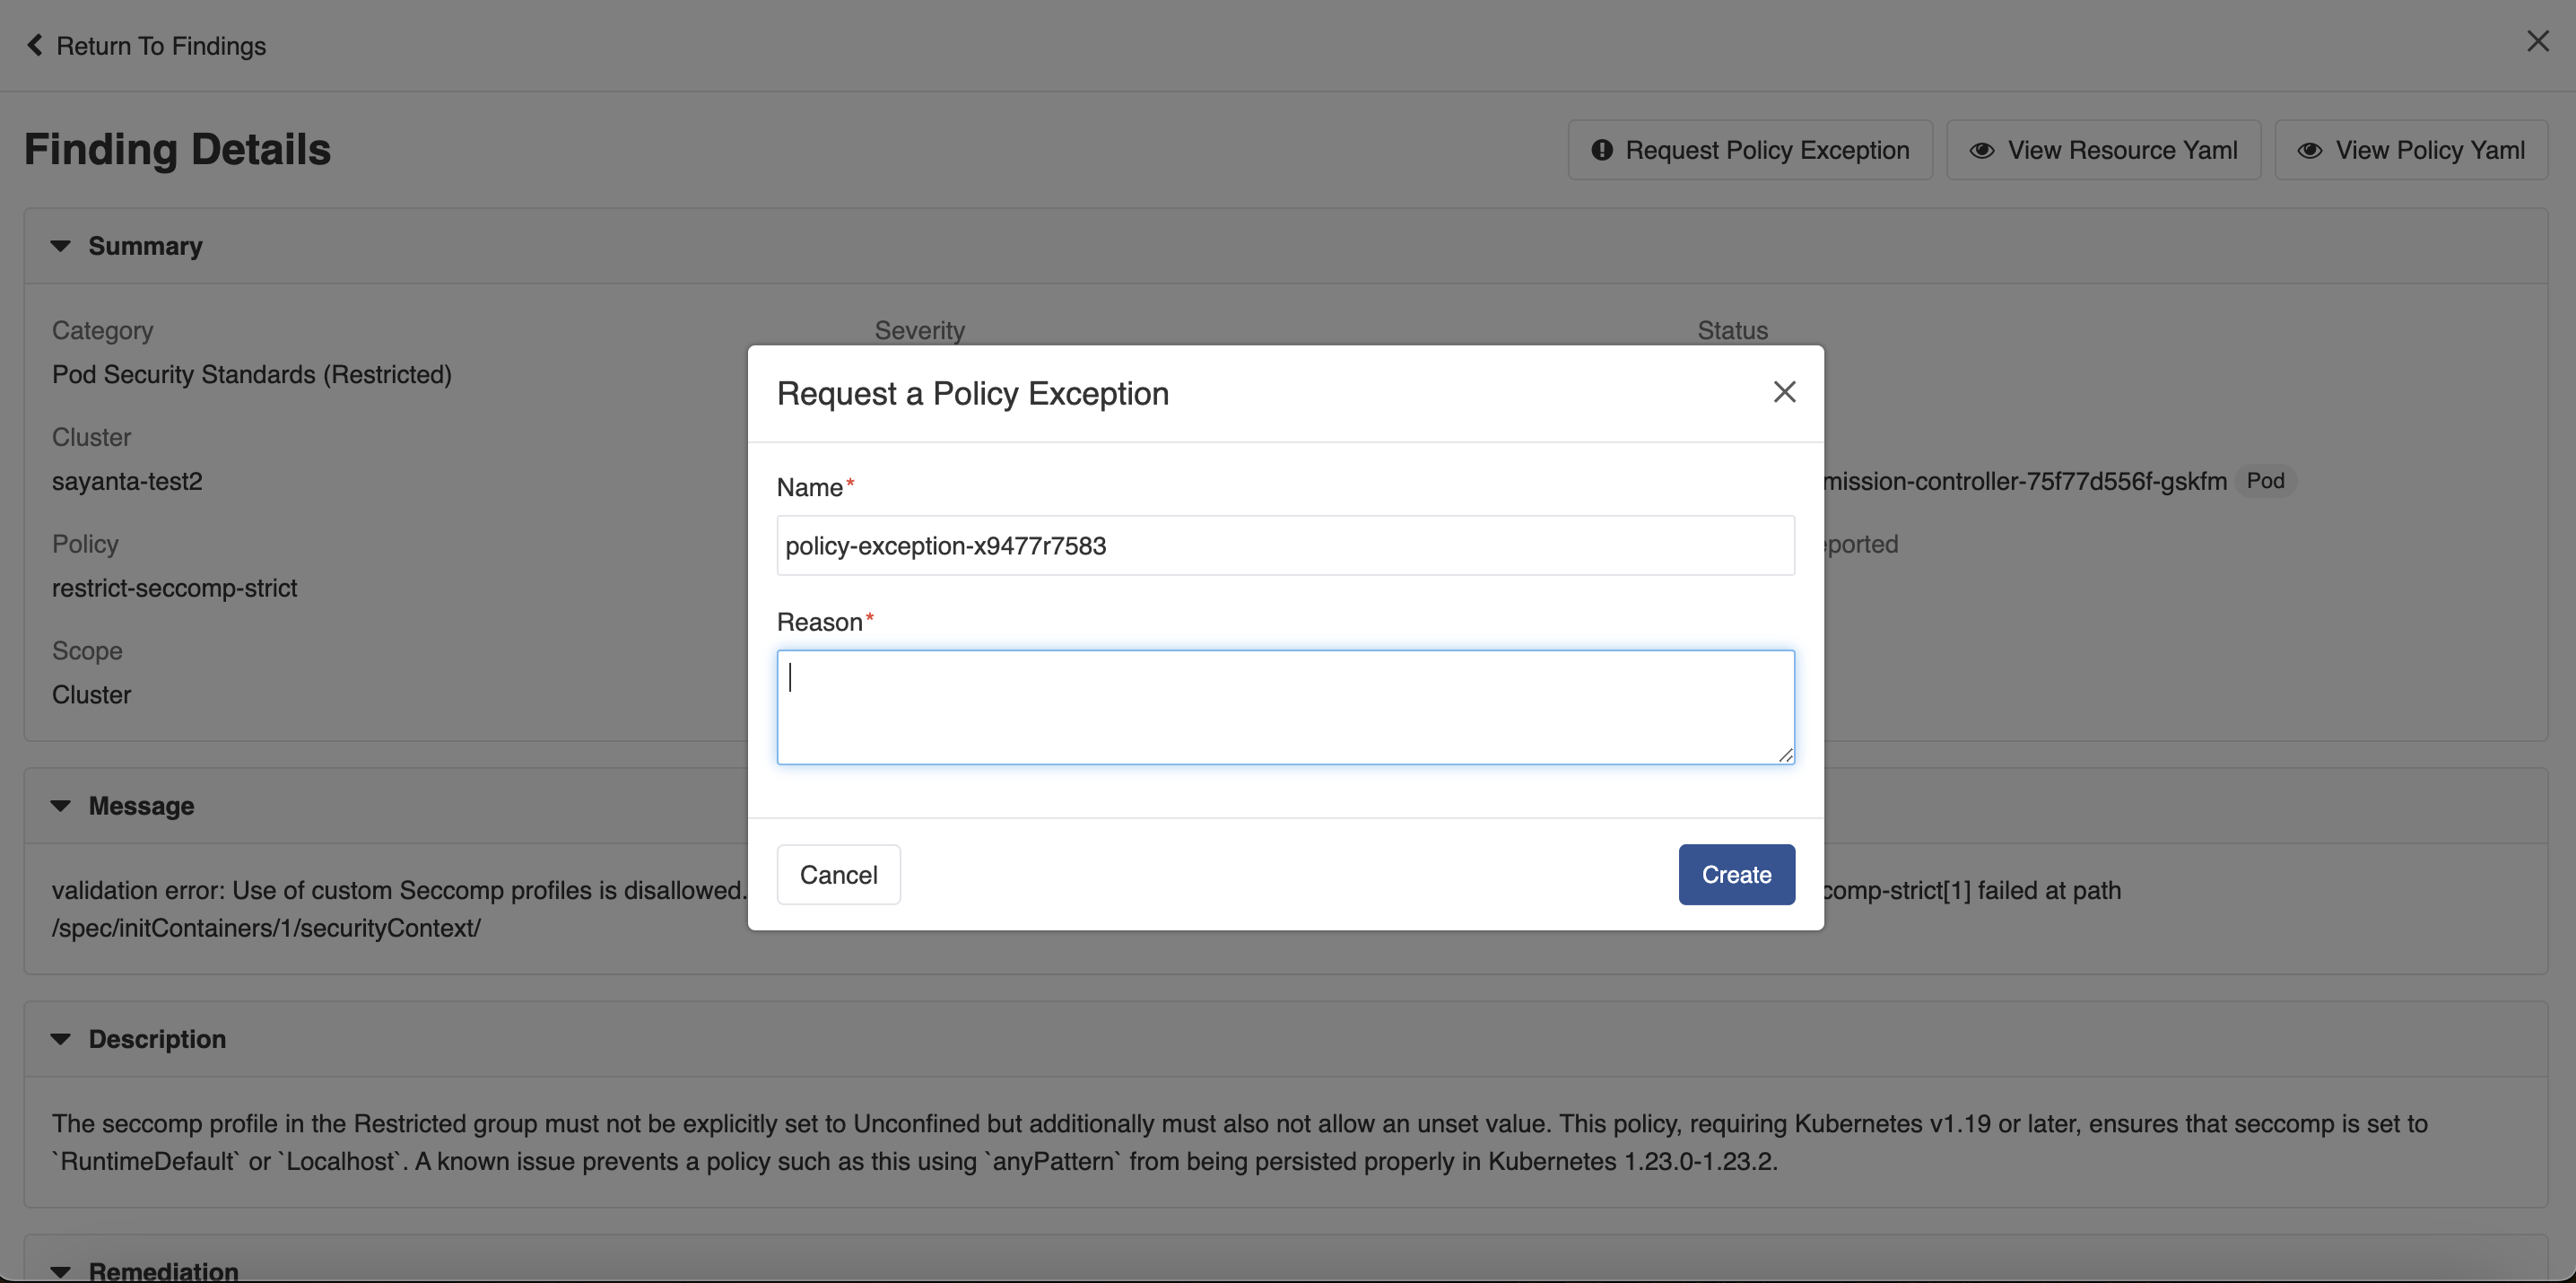 Return To Findings
Finding Details
Request Policy Exception
View Resource Yaml
View Policy Yaml
Summary
Category
Severity
Status
Pod Security Standards (Restricted)
Cluster
sayanta-test2
mission-controller-75f77d556f-gskfm Pod
Policy
ported
restrict-seccomp-strict
Scope
Cluster
Request a Policy Exception
Name*
policy-exception-x9477r7583
Reason*
Cancel
Create
Message
validation error: Use of custom Seccomp profiles is disallowed.
comp-strict[1] failed at path
/spec/initContainers/1/securityContext/
Description
The seccomp profile in the Restricted group must not be explicitly set to Unconfined but additionally must also not allow an unset value. This policy, requiring Kubernetes v1.19 or later, ensures that seccomp is set to
`RuntimeDefault` or `Localhost`. A known issue prevents a policy such as this using `anyPattern` from being persisted properly in Kubernetes 1.23.0-1.23.2.
Remediation